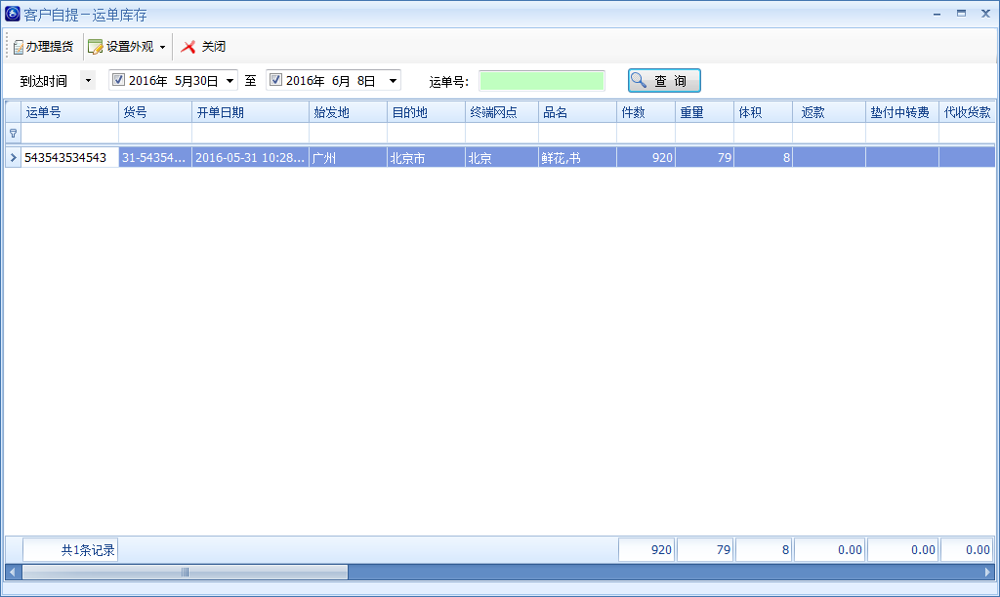 客户自提－运单库存
办理提货 设置外观 关闭
到达时间 2016年 5月30日 至 2016年 6月 8日 运单号: 查 询
运单号 货号 开单日期 始发地 目的地 终端网点 品名 件数 重量 体积 返款 垫付中转费 代收货款
543543534543 31-54354... 2016-05-31 10:28... 广州 北京市 北京 鲜花,书 920 79 8
共1条记录 920 79 8 0.00 0.00 0.00